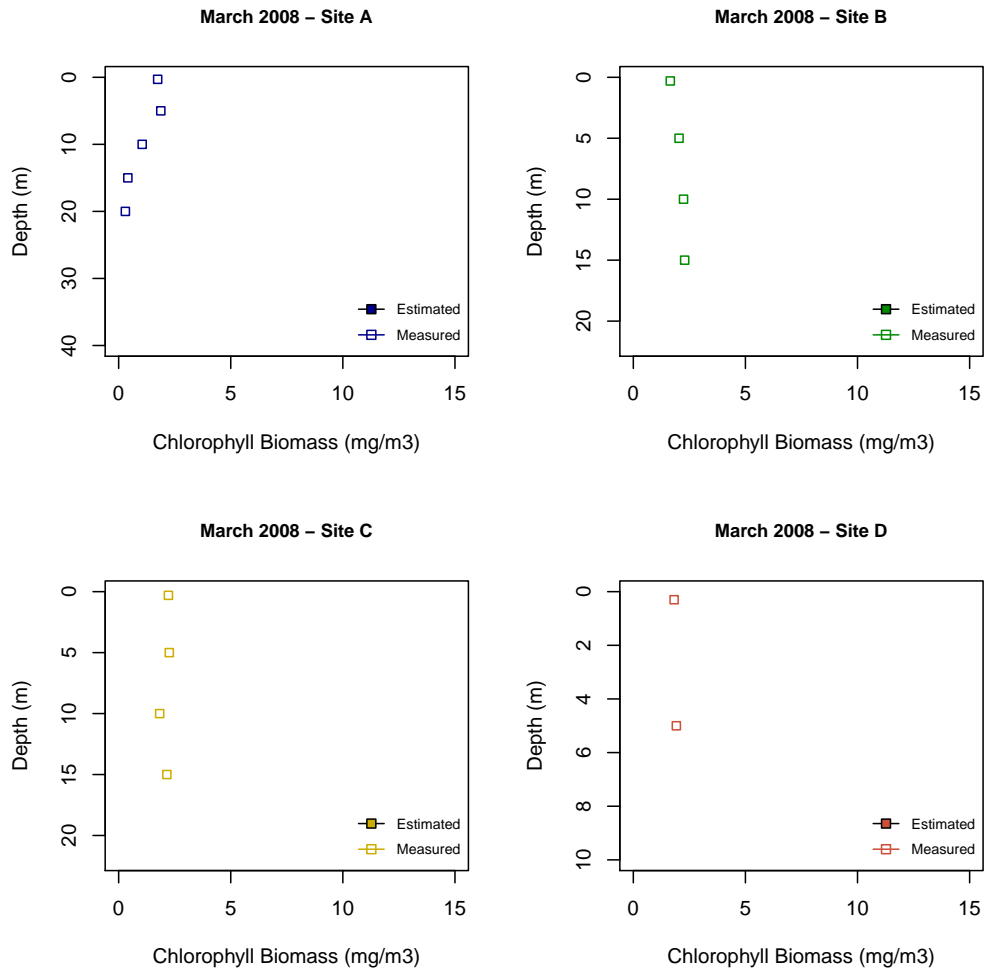 March 2008 – Site A
0
10
20
30
40
Depth (m)
Estimated
Measured
0 5 10 15
Chlorophyll Biomass (mg/m3)
March 2008 – Site B
0
5
10
15
20
Depth (m)
Estimated
Measured
0 5 10 15
Chlorophyll Biomass (mg/m3)
March 2008 – Site C
0
5
10
15
20
Depth (m)
Estimated
Measured
0 5 10 15
Chlorophyll Biomass (mg/m3)
March 2008 – Site D
0
2
4
6
8
10
Depth (m)
Estimated
Measured
0 5 10 15
Chlorophyll Biomass (mg/m3)